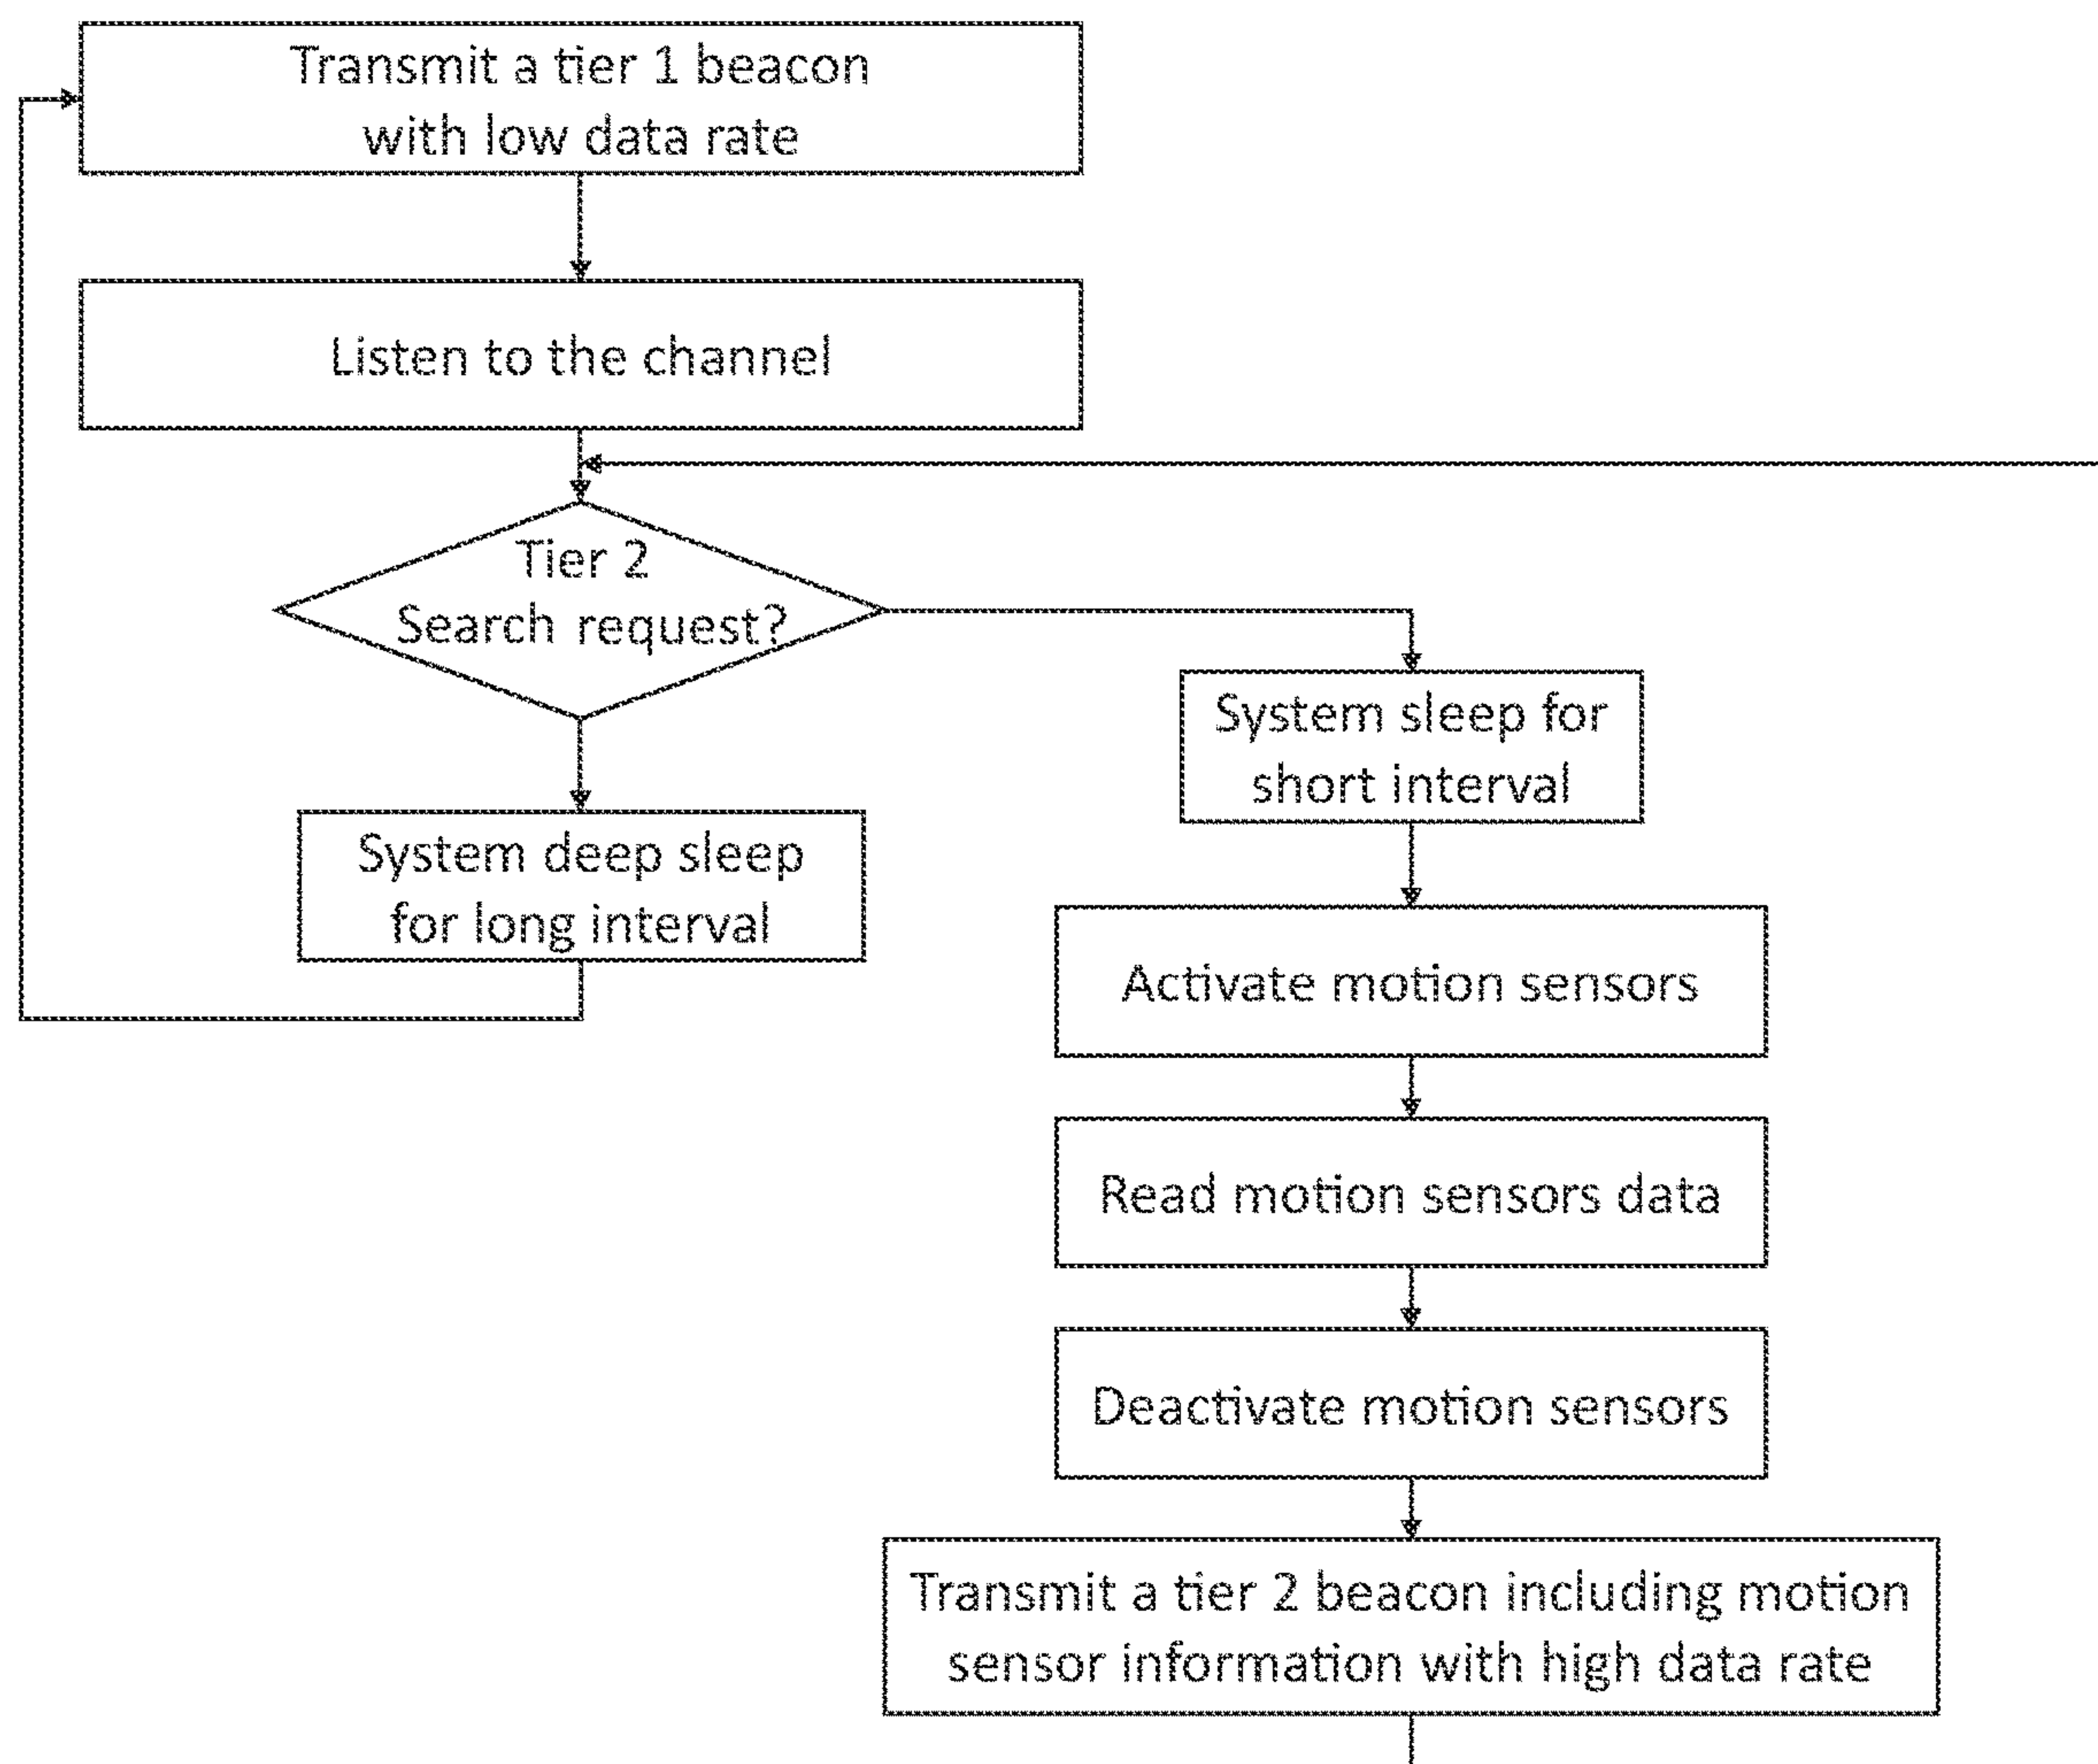 Transmit a tier 1 beacon
with low data rate
Listen to the channel
Tier 2
Search request?
System deep sleep
for long interval
System sleep for
short interval
Activate motion sensors
Read motion sensors data
Deactivate motion sensors
Transmit a tier 2 beacon including motion
sensor information with high data rate